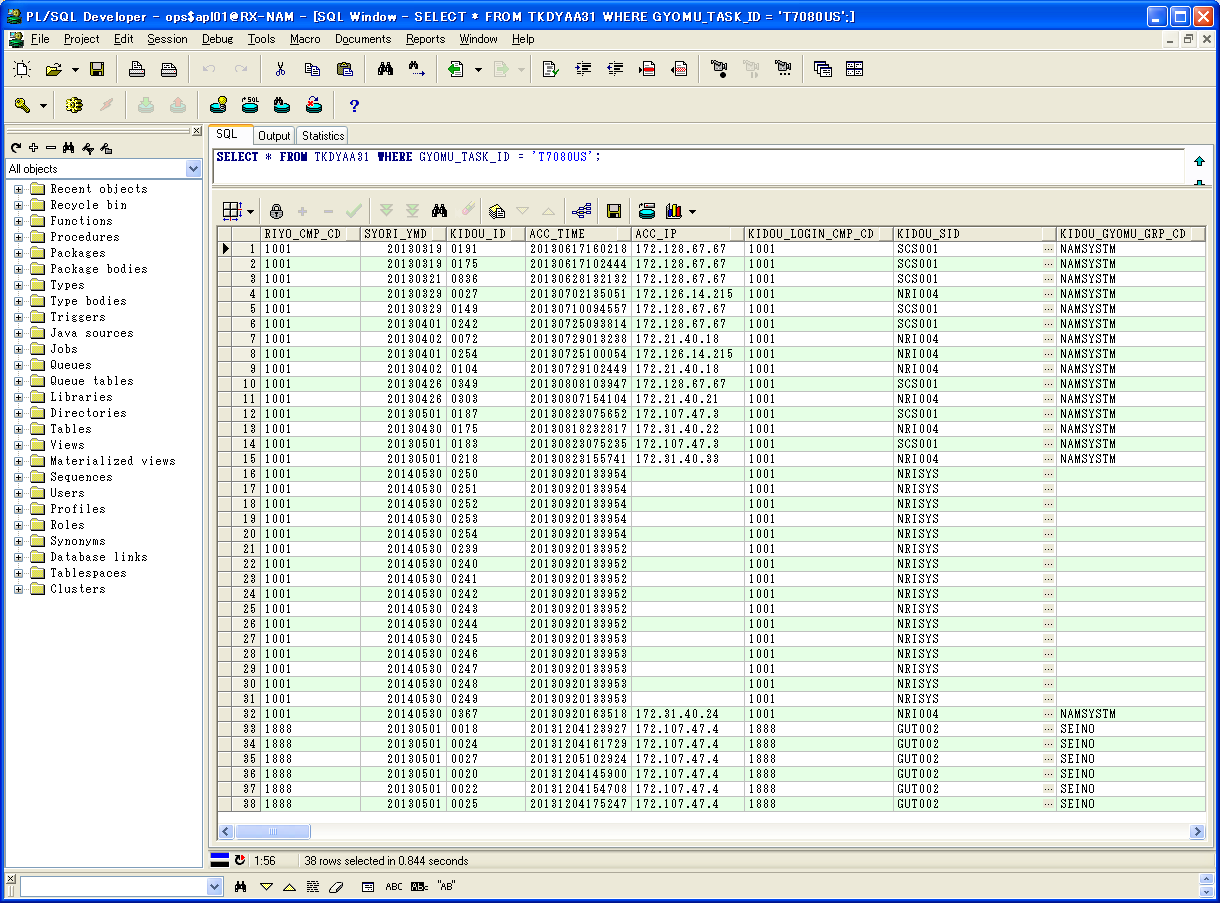 PL/SQL Developer - ops$apl01@RX-NAM - [SQL Window - SELECT * FROM TKDYAA31 WHERE GYOMU_TASK_ID = 'T7080US';]
File Project Edit Session Debug Tools Macro Documents Reports Window Help
All objects
Recent objects
Recycle bin
Functions
Procedures
Packages
Package bodies
Types
Type bodies
Triggers
Java sources
Jobs
Queues
Queue tables
Libraries
Directories
Tables
Views
Materialized views
Sequences
Users
Profiles
Roles
Synonyms
Database links
Tablespaces
Clusters
SQL Output Statistics
SELECT * FROM TKDYAA31 WHERE GYOMU_TASK_ID = 'T7080US';
RIYO_CMP_CD SYORI_YMD KIDOU_ID ACC_TIME ACC_IP KIDOU_LOGIN_CMP_CD KIDOU_SID KIDOU_GYOMU_GRP_CD
1 1001 20130319 0191 20130617160218 172.128.67.67 1001 SCS001 ... NAMSYSTM
2 1001 20130319 0175 20130617102444 172.128.67.67 1001 SCS001 ... NAMSYSTM
3 1001 20130321 0336 20130628132132 172.128.67.67 1001 SCS001 ... NAMSYSTM
4 1001 20130329 0027 20130702135051 172.126.14.215 1001 NRI004 ... NAMSYSTM
5 1001 20130329 0149 20130710094557 172.128.67.67 1001 SCS001 ... NAMSYSTM
6 1001 20130401 0242 20130725093814 172.128.67.67 1001 SCS001 ... NAMSYSTM
7 1001 20130402 0072 20130729013238 172.21.40.18 1001 NRI004 ... NAMSYSTM
8 1001 20130401 0254 20130725100054 172.126.14.215 1001 NRI004 ... NAMSYSTM
9 1001 20130402 0104 20130729102449 172.21.40.18 1001 NRI004 ... NAMSYSTM
10 1001 20130426 0349 20130808103947 172.128.67.67 1001 SCS001 ... NAMSYSTM
11 1001 20130426 0303 20130807154104 172.21.40.21 1001 NRI004 ... NAMSYSTM
12 1001 20130501 0187 20130823075652 172.107.47.3 1001 SCS001 ... NAMSYSTM
13 1001 20130430 0175 20130818232817 172.31.40.22 1001 NRI004 ... NAMSYSTM
14 1001 20130501 0183 20130823075235 172.107.47.3 1001 SCS001 ... NAMSYSTM
15 1001 20130501 0218 20130823155741 172.31.40.33 1001 NRI004 ... NAMSYSTM
16 1001 20140530 0250 20130920133954 1001 NRISYS ...
17 1001 20140530 0251 20130920133954 1001 NRISYS ...
18 1001 20140530 0252 20130920133954 1001 NRISYS ...
19 1001 20140530 0253 20130920133954 1001 NRISYS ...
20 1001 20140530 0254 20130920133954 1001 NRISYS ...
21 1001 20140530 0239 20130920133952 1001 NRISYS ...
22 1001 20140530 0240 20130920133952 1001 NRISYS ...
23 1001 20140530 0241 20130920133952 1001 NRISYS ...
24 1001 20140530 0242 20130920133952 1001 NRISYS ...
25 1001 20140530 0243 20130920133952 1001 NRISYS ...
26 1001 20140530 0244 20130920133952 1001 NRISYS ...
27 1001 20140530 0245 20130920133953 1001 NRISYS ...
28 1001 20140530 0246 20130920133953 1001 NRISYS ...
29 1001 20140530 0247 20130920133953 1001 NRISYS ...
30 1001 20140530 0248 20130920133953 1001 NRISYS ...
31 1001 20140530 0249 20130920133953 1001 NRISYS ...
32 1001 20140530 0367 20130920163518 172.31.40.24 1001 NRI004 ... NAMSYSTM
33 1888 20130501 0018 20131204123927 172.107.47.4 1888 GUT002 ... SEINO
34 1888 20130501 0024 20131204161729 172.107.47.4 1888 GUT002 ... SEINO
35 1888 20130501 0027 20131205102924 172.107.47.4 1888 GUT002 ... SEINO
36 1888 20130501 0020 20131204145900 172.107.47.4 1888 GUT002 ... SEINO
37 1888 20130501 0022 20131204154708 172.107.47.4 1888 GUT002 ... SEINO
38 1888 20130501 0025 20131204175247 172.107.47.4 1888 GUT002 ... SEINO
1:56 38 rows selected in 0.844 seconds
ABC "AB"